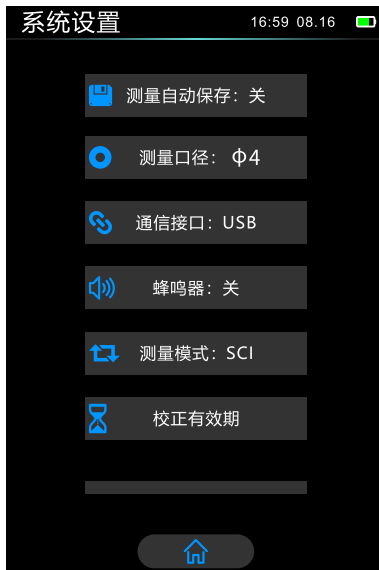 系统设置 16:59 08.16
测量自动保存：关
测量口径： Φ4
通信接口：USB
蜂鸣器：关
测量模式：SCI
校正有效期